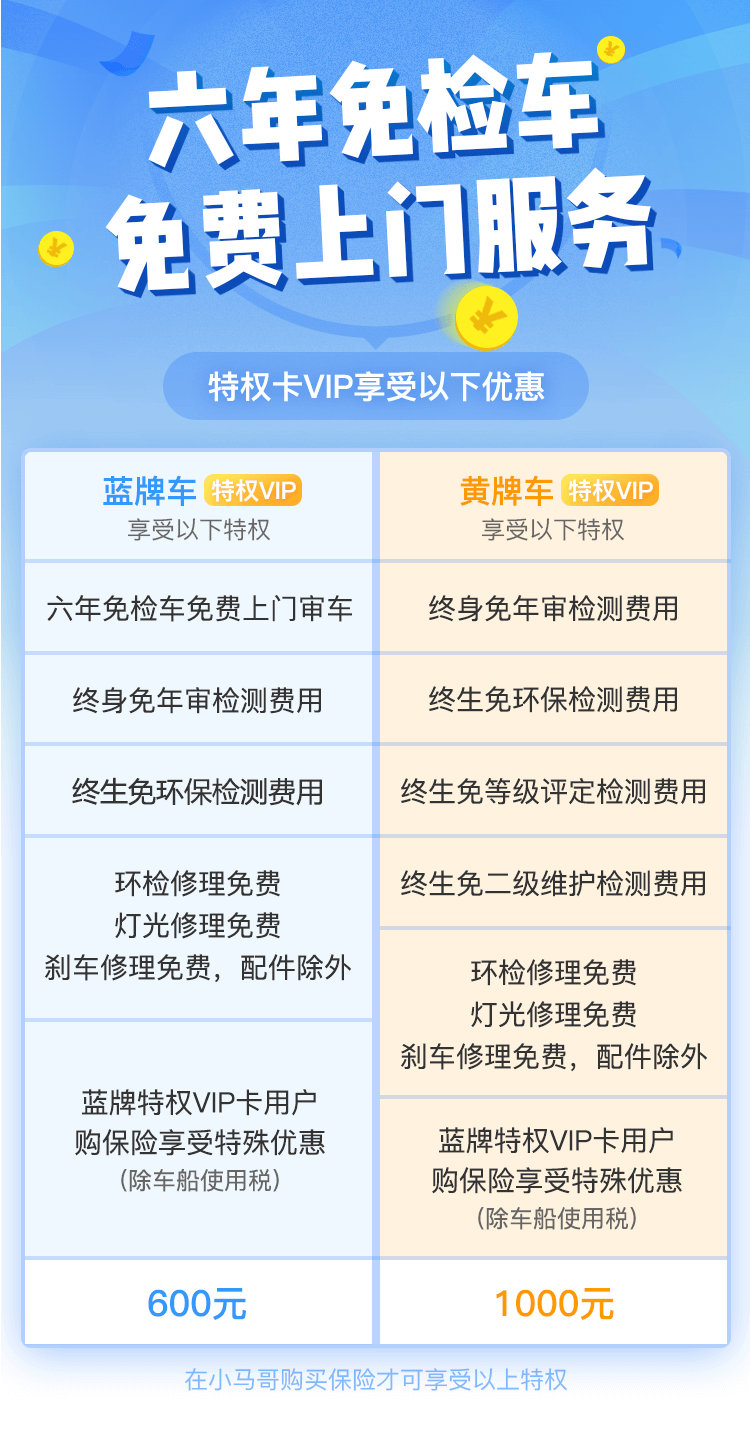 六年免检车
免费上门服务
特权卡VIP享受以下优惠
蓝牌车 特权VIP
享受以下特权
六年免检车免费上门审车
终身免年审检测费用
终生免环保检测费用
环检修理免费
灯光修理免费
刹车修理免费，配件除外
蓝牌特权VIP卡用户
购保险享受特殊优惠
（除车船使用税）
600元
黄牌车 特权VIP
享受以下特权
终身免年审检测费用
终生免环保检测费用
终生免等级评定检测费用
终生免二级维护检测费用
环检修理免费
灯光修理免费
刹车修理免费，配件除外
蓝牌特权VIP卡用户
购保险享受特殊优惠
（除车船使用税）
1000元
在小马哥购买保险才可享受以上特权